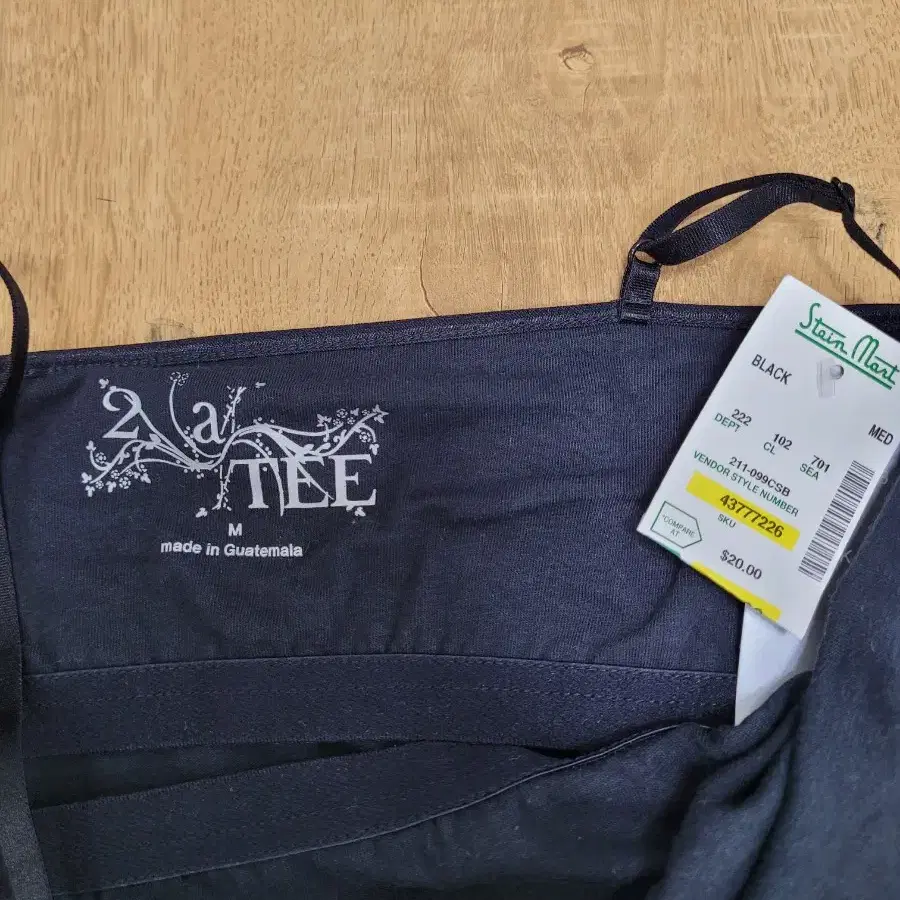 2 a
TEE
M
made in Guatemala
Stein Mart
BLACK
MED
222 102 701
DEPT CL SEA
211-099CSB
VENDOR STYLE NUMBER
43777226
SKU
"COMPARE
AT
$20.00